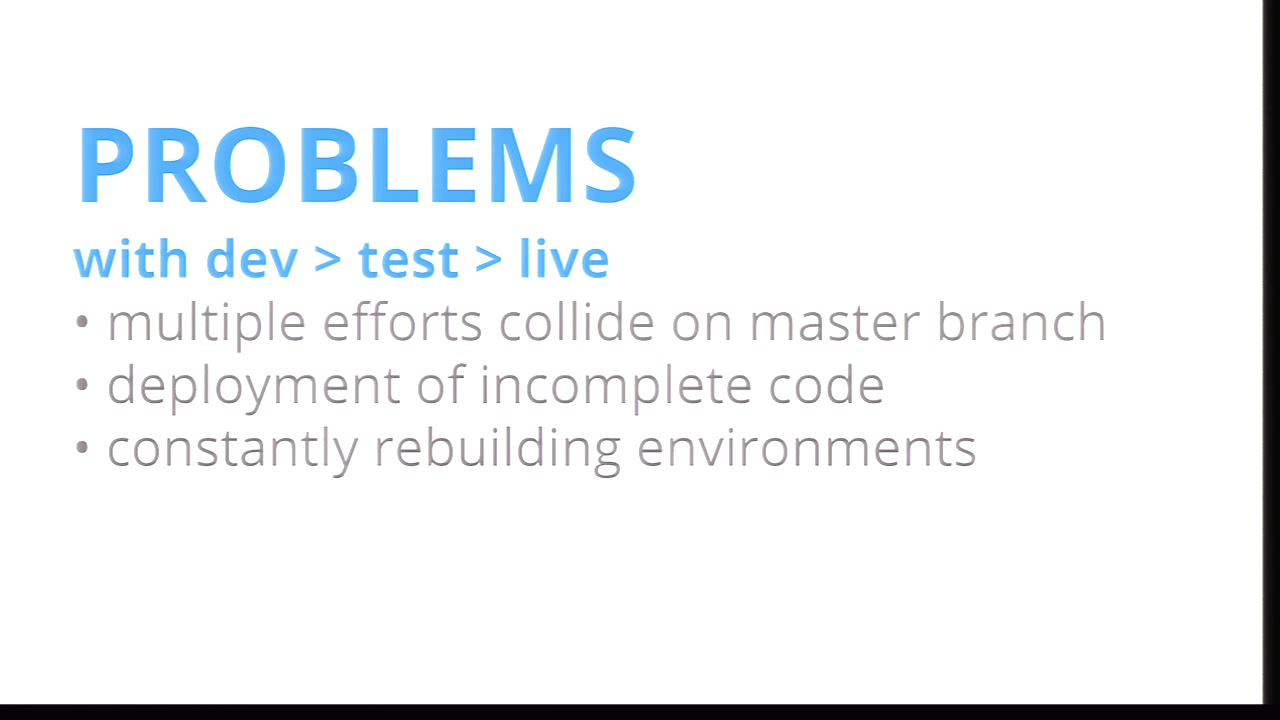 PROBLEMS
with dev > test > live
• multiple efforts collide on master branch
• deployment of incomplete code
• constantly rebuilding environments